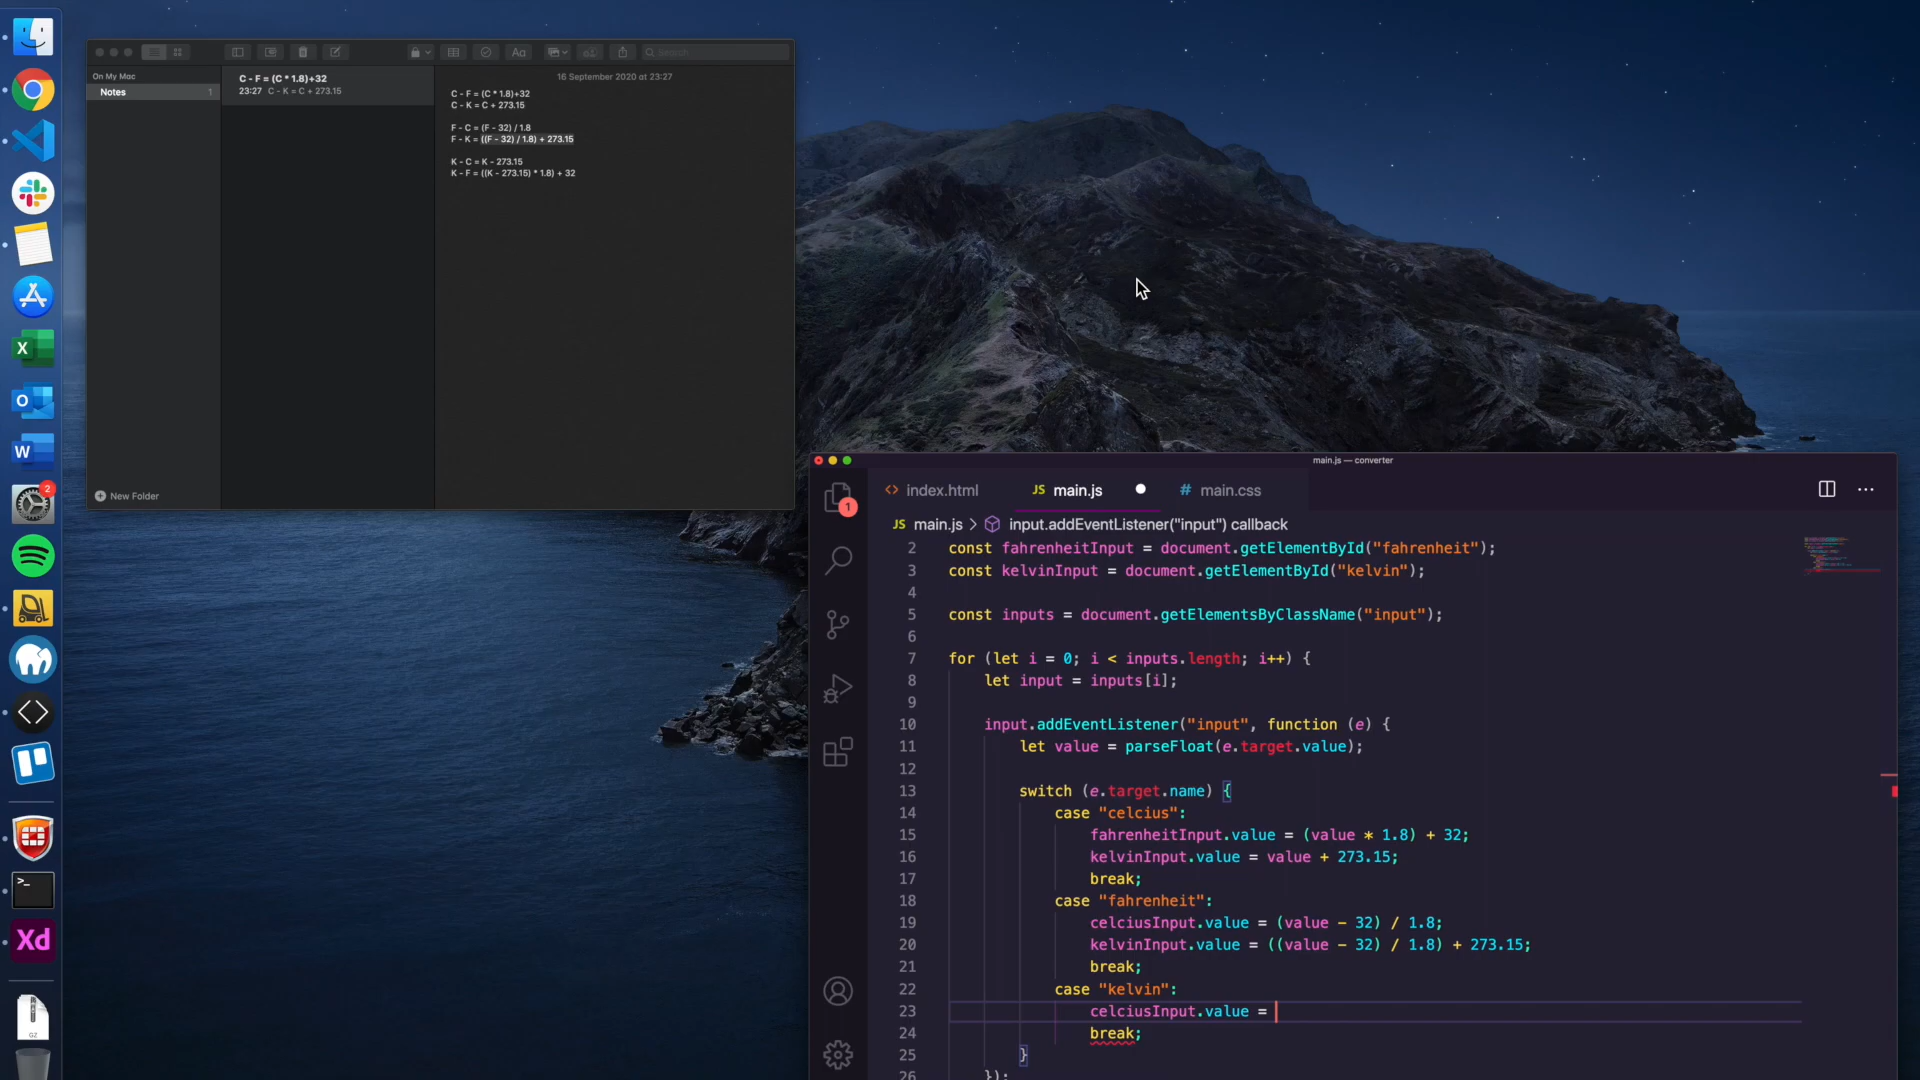 Search
On My Mac
Notes 1
New Folder
C - F = (C * 1.8)+32
23:27 C - K = C + 273.15
16 September 2020 at 23:27
C - F = (C * 1.8)+32
C - K = C + 273.15
F - C = (F - 32) / 1.8
F - K = ((F - 32) / 1.8) + 273.15
K - C = K - 273.15
K - F = ((K - 273.15) * 1.8) + 32
Aa
X
O
W
2
>_
Xd
GZ
main.js — converter
1
<> index.html
JS main.js
# main.css
JS main.js > input.addEventListener("input") callback
2 const fahrenheitInput = document.getElementById("fahrenheit");
3 const kelvinInput = document.getElementById("kelvin");
4
5 const inputs = document.getElementsByClassName("input");
6
7 for (let i = 0; i < inputs.length; i++) {
8 let input = inputs[i];
9
10 input.addEventListener("input", function (e) {
11 let value = parseFloat(e.target.value);
12
13 switch (e.target.name) {
14 case "celcius":
15 fahrenheitInput.value = (value * 1.8) + 32;
16 kelvinInput.value = value + 273.15;
17 break;
18 case "fahrenheit":
19 celciusInput.value = (value - 32) / 1.8;
20 kelvinInput.value = ((value - 32) / 1.8) + 273.15;
21 break;
22 case "kelvin":
23 celciusInput.value =
24 break;
25 }
26 });